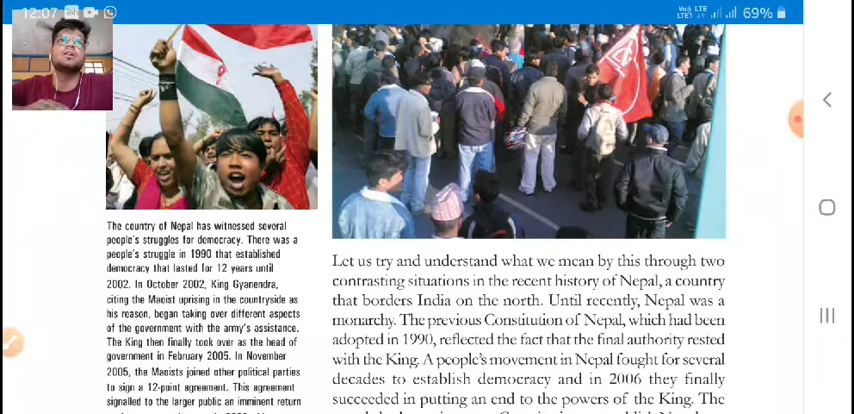 12:07
Vo)) LTE
LTE1
69%
The country of Nepal has witnessed several
people's struggles for democracy. There was a
people's struggle in 1990 that established
democracy that lasted for 12 years until
2002. In October 2002, King Gyanendra,
citing the Maoist uprising in the countryside as
his reason, began taking over different aspects
of the government with the army's assistance.
The King then finally took over as the head of
government in February 2005. In November
2005, the Maoists joined other political parties
to sign a 12-point agreement. This agreement
signalled to the larger public an imminent return
Let us try and understand what we mean by this through two
contrasting situations in the recent history of Nepal, a country
that borders India on the north. Until recently, Nepal was a
monarchy. The previous Constitution of Nepal, which had been
adopted in 1990, reflected the fact that the final authority rested
with the King. A people's movement in Nepal fought for several
decades to establish democracy and in 2006 they finally
succeeded in putting an end to the powers of the King. The